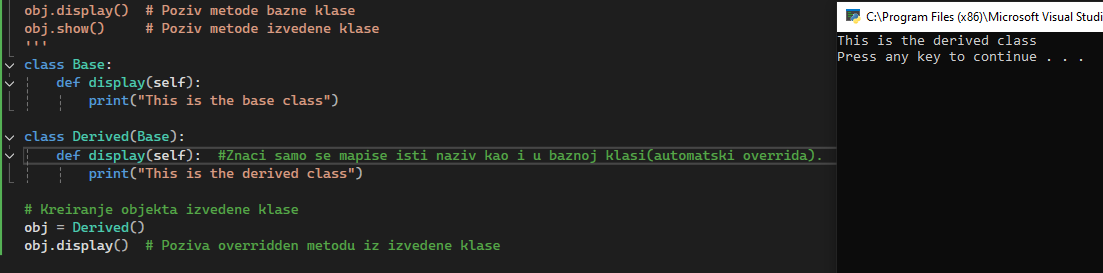 obj.display()  # Poziv metode bazne klase
obj.show()     # Poziv metode izvedene klase
'''
class Base:
    def display(self):
        print("This is the base class")
class Derived(Base):
    def display(self):  #Znaci samo se mapise isti naziv kao i u baznoj klasi(automatski overrida).
        print("This is the derived class")
# Kreiranje objekta izvedene klase
obj = Derived()
obj.display()  # Poziva overridden metodu iz izvedene klase
C:\Program Files (x86)\Microsoft Visual Studi
This is the derived class
Press any key to continue . . .